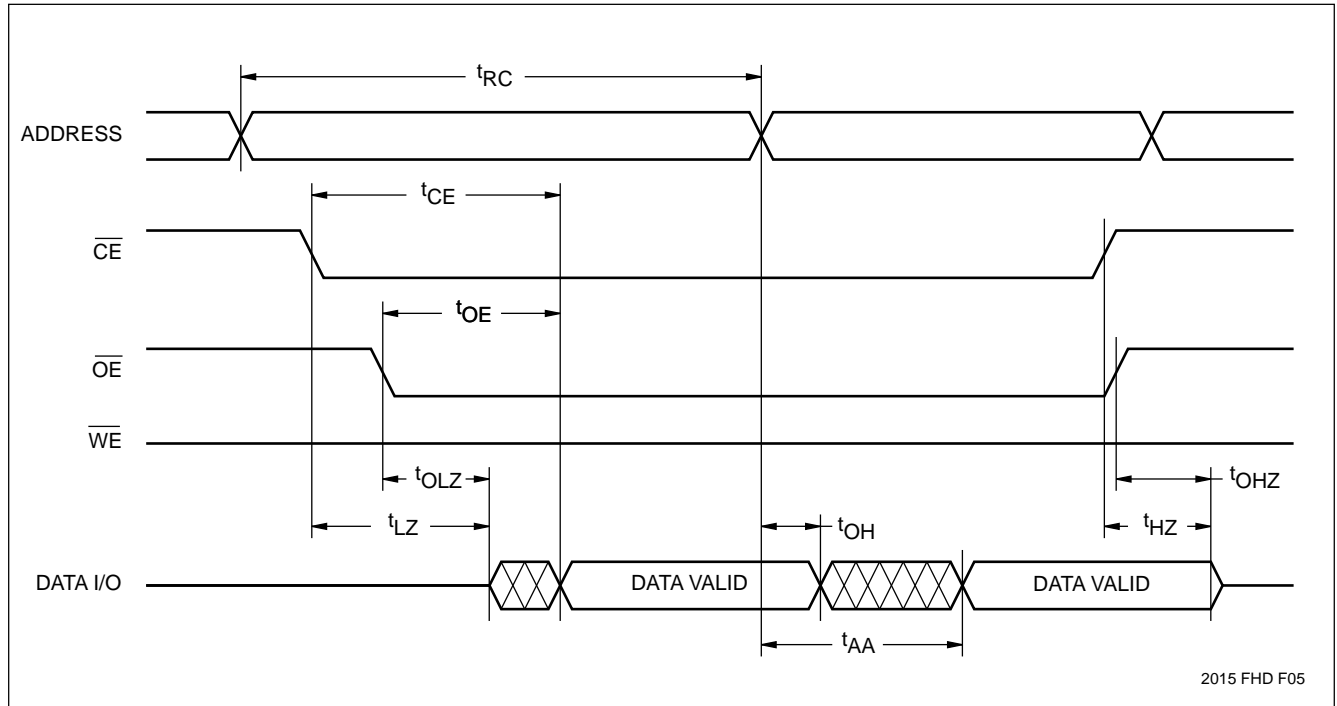 tRC
ADDRESS
tCE
CE
tOE
OE
WE
tOLZ
tOHZ
tLZ
tOH
tHZ
DATA I/O
DATA VALID
DATA VALID
tAA
2015 FHD F05